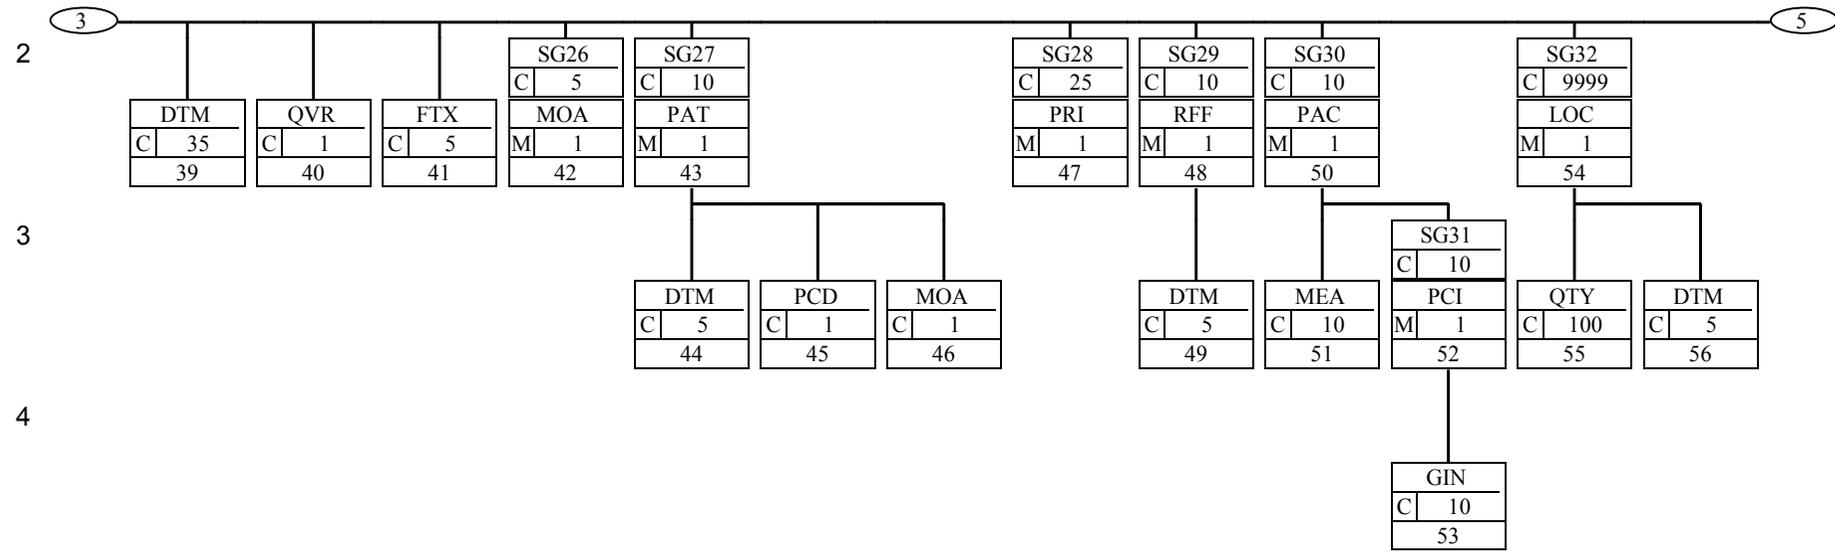 3 5
2 SG26 SG27 SG28 SG29 SG30 SG32
C 5 C 10 C 25 C 10 C 10 C 9999
DTM QVR FTX MOA PAT PRI RFF PAC LOC
C 35 C 1 C 5 M 1 M 1 M 1 M 1 M 1 M 1
39 40 41 42 43 47 48 50 54
3 SG31
C 10
DTM PCD MOA DTM MEA PCI QTY DTM
C 5 C 1 C 1 C 5 C 10 M 1 C 100 C 5
44 45 46 49 51 52 55 56
4
GIN
C 10
53